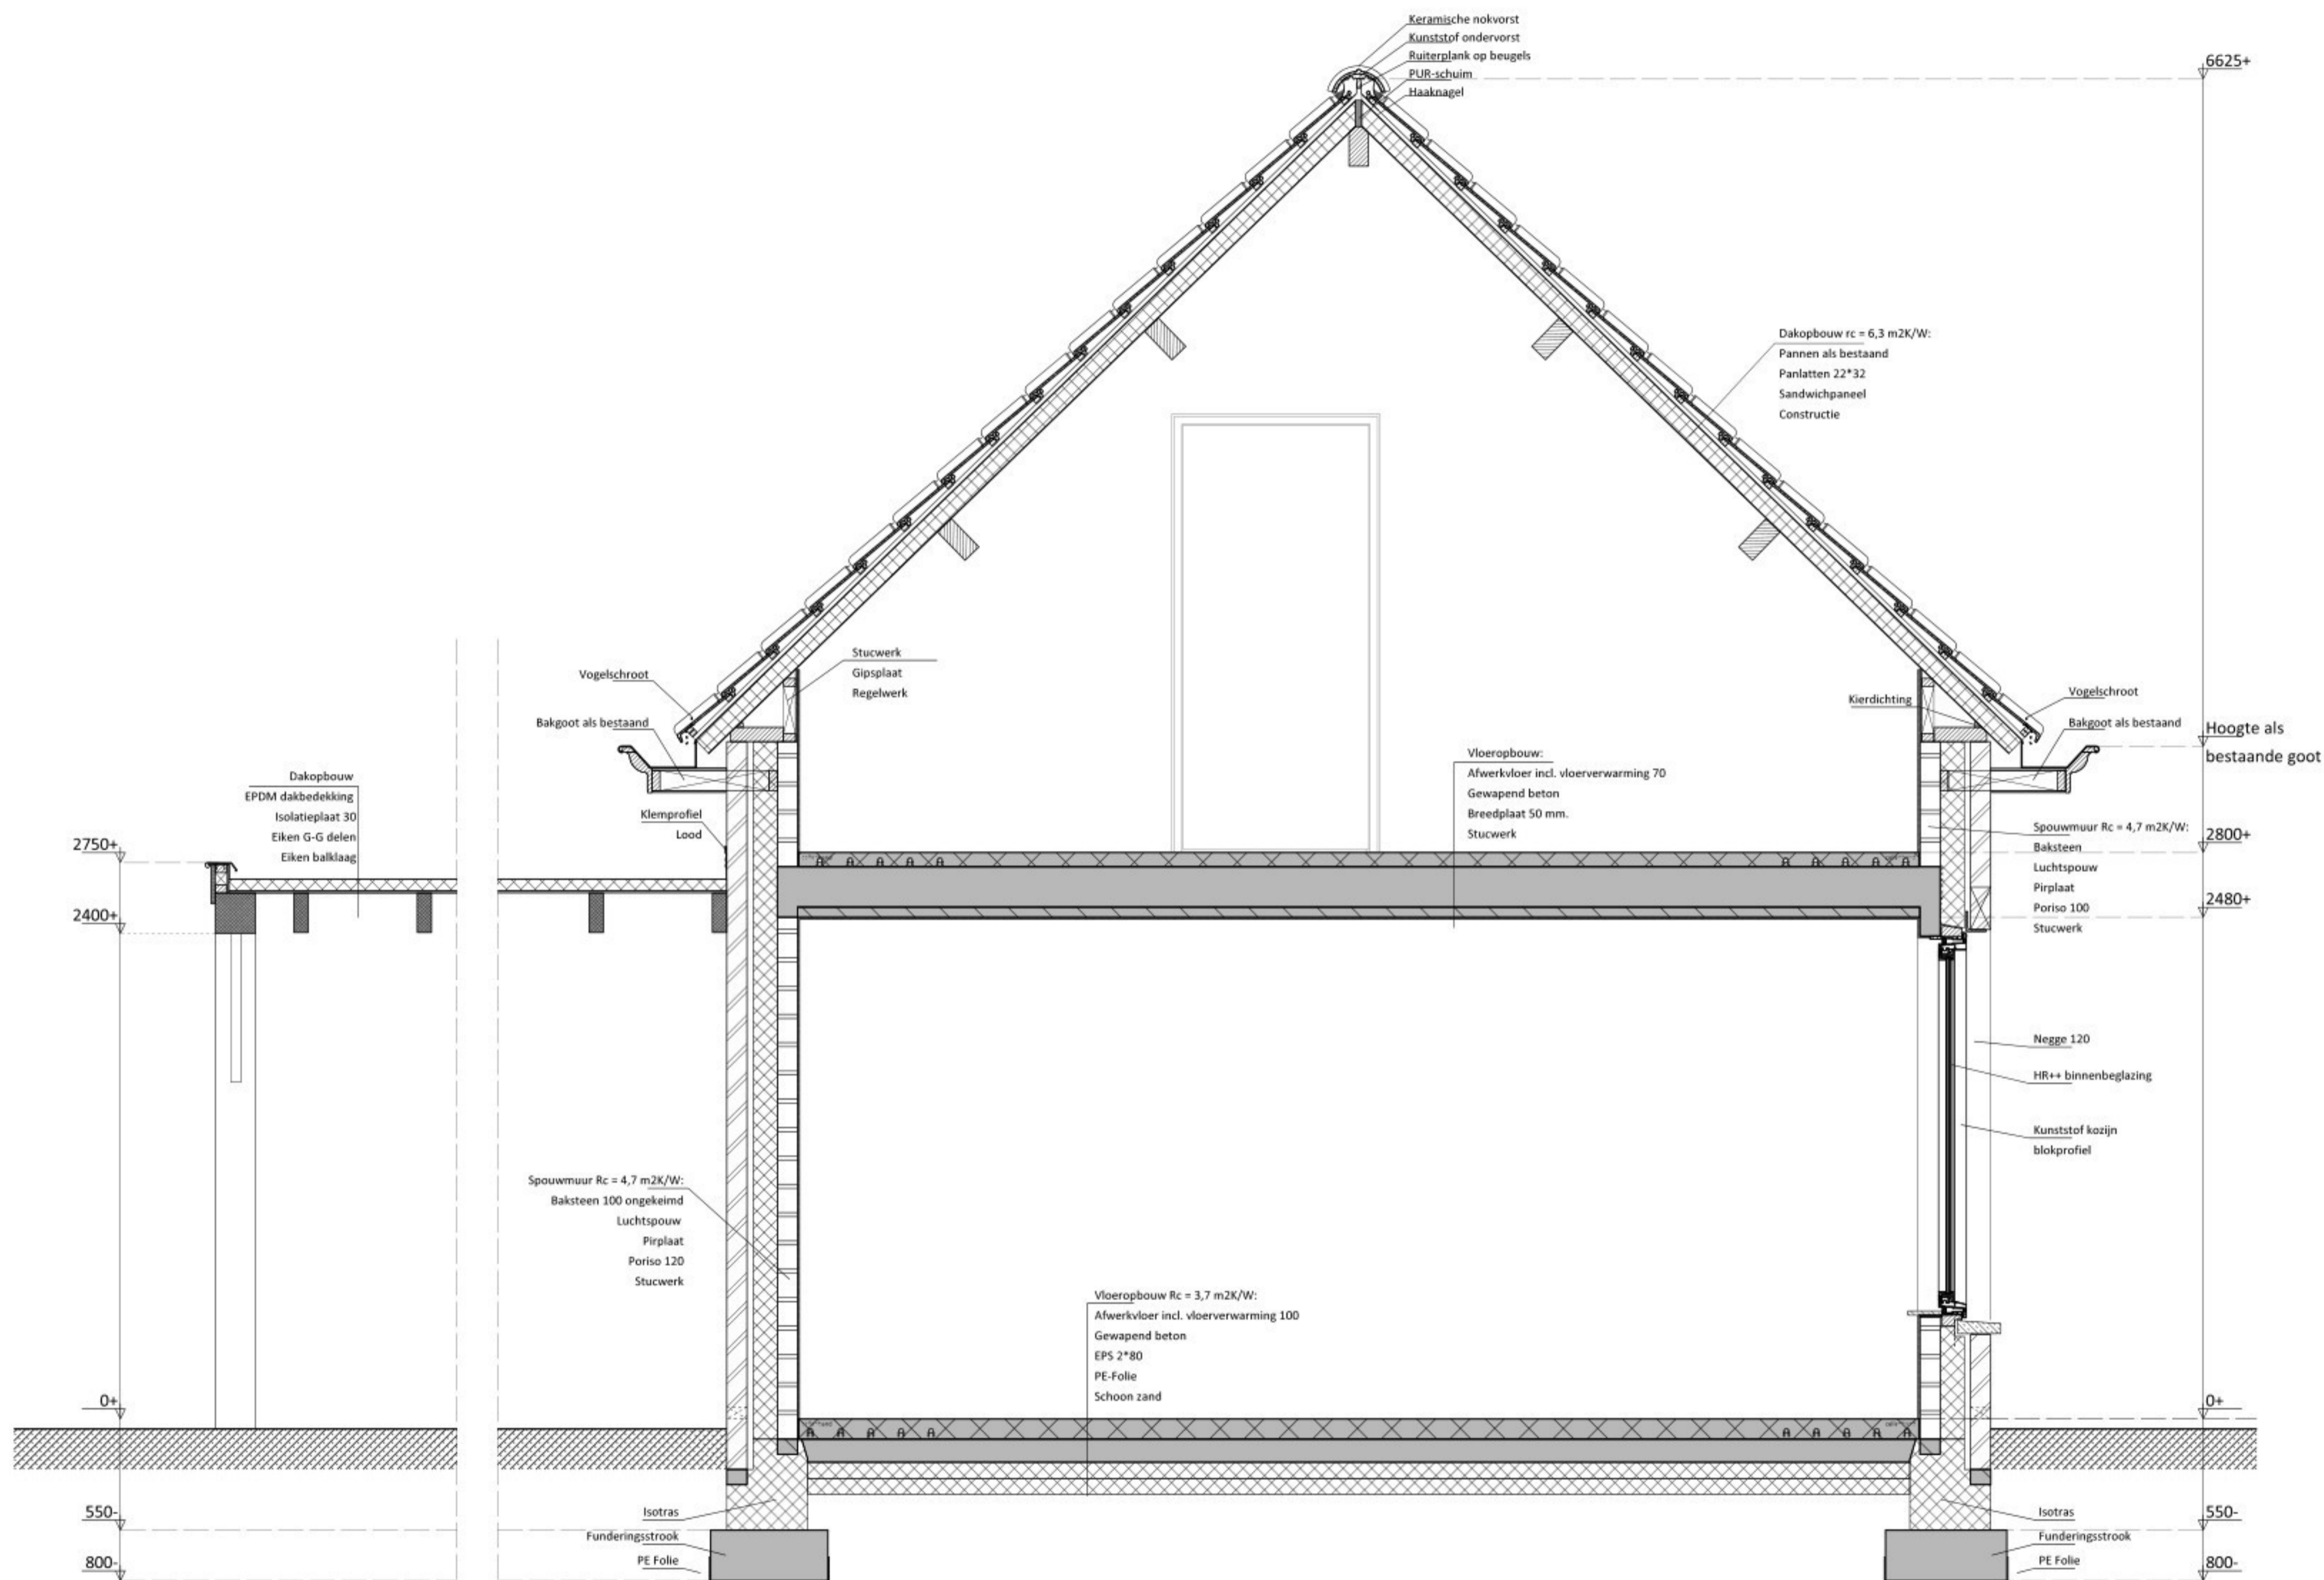 Keramische nokvorst
Kunststof ondervorst
Ruiterplank op beugels
PUR-schuim
Haaknagel
6625+
Dakopbouw rc = 6,3 m2K/W:
Pannen als bestaand
Panlatten 22*32
Sandwichpaneel
Constructie
Stucwerk
Gipsplaat
Regelwerk
Vogelschroot
Bakgoot als bestaand
Kierdichting
Vogelschroot
Bakgoot als bestaand
Hoogte als
bestaande goot
Dakopbouw
EPDM dakbedekking
Isolatieplaat 30
Eiken G-G delen
Eiken balklaag
Klemprofiel
Lood
Vloeropbouw:
Afwerkvloer incl. vloerverwarming 70
Gewapend beton
Breedplaat 50 mm.
Stucwerk
2750+
2400+
Spouwmuur Rc = 4,7 m2K/W:
Baksteen
Luchtspouw
Pirplaat
Poriso 100
Stucwerk
2800+
2480+
Negge 120
HR++ binnenbeglazing
Kunststof kozijn
blokprofiel
Spouwmuur Rc = 4,7 m2K/W:
Baksteen 100 ongekeimd
Luchtspouw
Pirplaat
Poriso 120
Stucwerk
Vloeropbouw Rc = 3,7 m2K/W:
Afwerkvloer incl. vloerverwarming 100
Gewapend beton
EPS 2*80
PE-Folie
Schoon zand
0+
0+
550-
Isotras
Funderingsstrook
PE Folie
800-
Isotras
Funderingsstrook
PE Folie
550-
800-